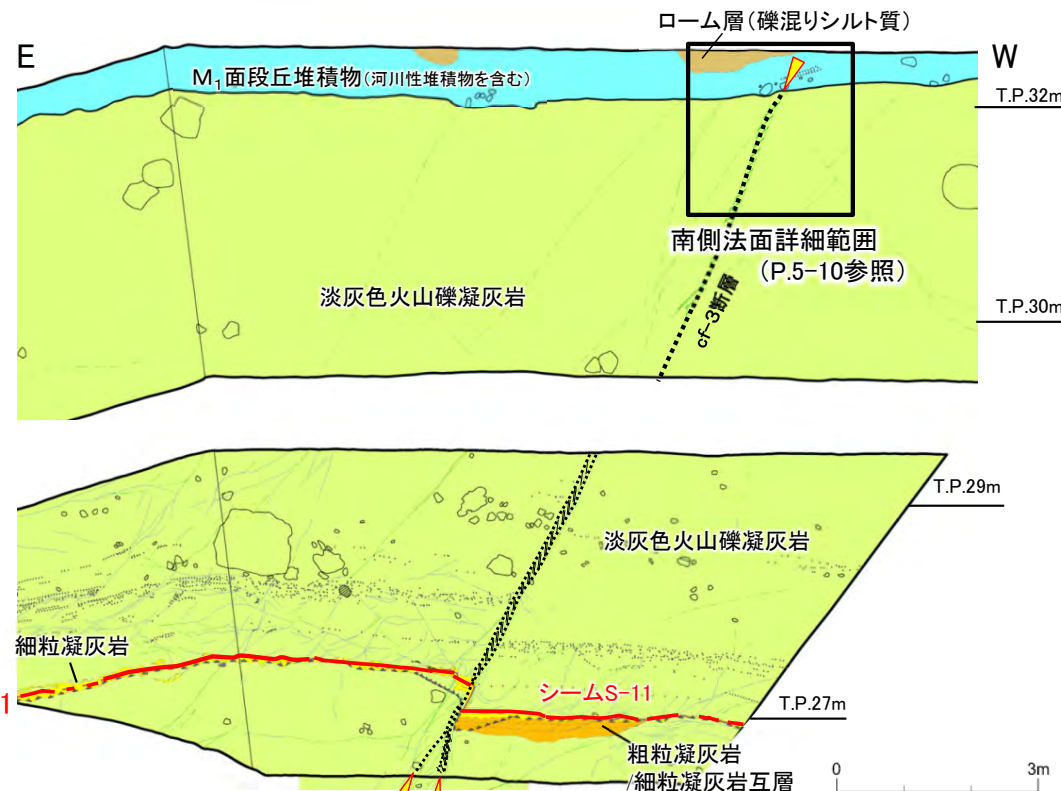 ローム層（礫混りシルト質）
E
W
M₁面段丘堆積物（河川性堆積物を含む）
T.P.32m
南側法面詳細範囲
（P.5-10参照）
淡灰色火山礫凝灰岩
cf-3断層
T.P.30m
T.P.29m
淡灰色火山礫凝灰岩
細粒凝灰岩
シームS-11
1
T.P.27m
粗粒凝灰岩
/細粒凝灰岩互層
0
3m